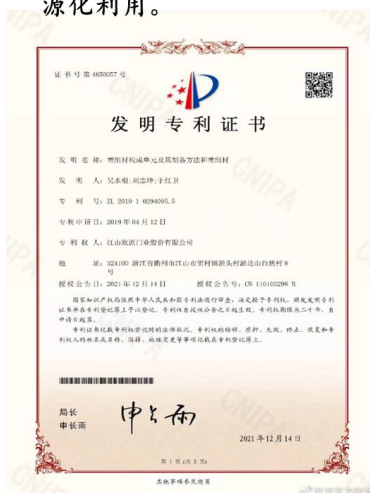 源化利用。
证书号第4850057号
发明专利证书
发 明 名 称：重组材构成单元及其制备方法和重组材
发 明 人：吴水根;刘志坤;于红卫
专 利 号：ZL 2019 1 0294095.5
专利申请日：2019年04月12日
专 利 权 人：江山欧派门业股份有限公司
地 址：324100 浙江省衢州市江山市贺村镇淤头村淤达山自然村8
号
授权公告日：2021年12月14日 授权公告号：CN 110103298 B
国家知识产权局依照中华人民共和国专利法进行审查，决定授予专利权，颁发发明专利
证书并在专利登记簿上予以登记。专利权自授权公告之日起生效。专利权期限为二十年，自
申请日起算。
专利证书记载专利权登记时的法律状况。专利权的转移、质押、无效、终止、恢复和专
利权人的姓名或名称、国籍、地址变更等事项记载在专利登记簿上。
局长
申长雨
申长雨
2021年12月14日
第 1 页 (共 2 页)
其他事项参见续页